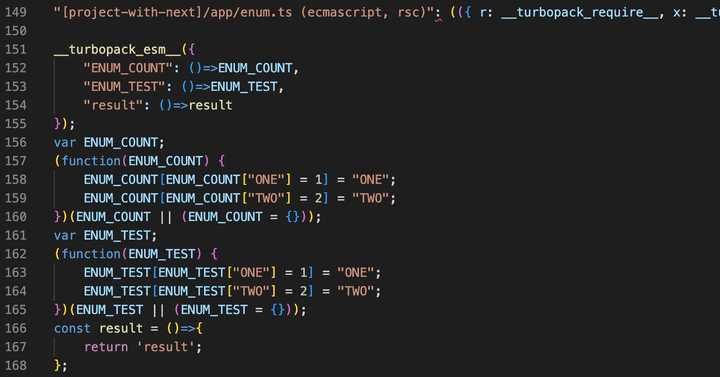 149 "[project-with-next]/app/enum.ts (ecmascript, rsc)": (({ r: __turbopack_require__, x: __tu
150
151 __turbopack_esm__({
152     "ENUM_COUNT": ()=>ENUM_COUNT,
153     "ENUM_TEST": ()=>ENUM_TEST,
154     "result": ()=>result
155 });
156 var ENUM_COUNT;
157 (function(ENUM_COUNT) {
158     ENUM_COUNT[ENUM_COUNT["ONE"] = 1] = "ONE";
159     ENUM_COUNT[ENUM_COUNT["TWO"] = 2] = "TWO";
160 })(ENUM_COUNT || (ENUM_COUNT = {}));
161 var ENUM_TEST;
162 (function(ENUM_TEST) {
163     ENUM_TEST[ENUM_TEST["ONE"] = 1] = "ONE";
164     ENUM_TEST[ENUM_TEST["TWO"] = 2] = "TWO";
165 })(ENUM_TEST || (ENUM_TEST = {}));
166 const result = ()=>{
167     return 'result';
168 };